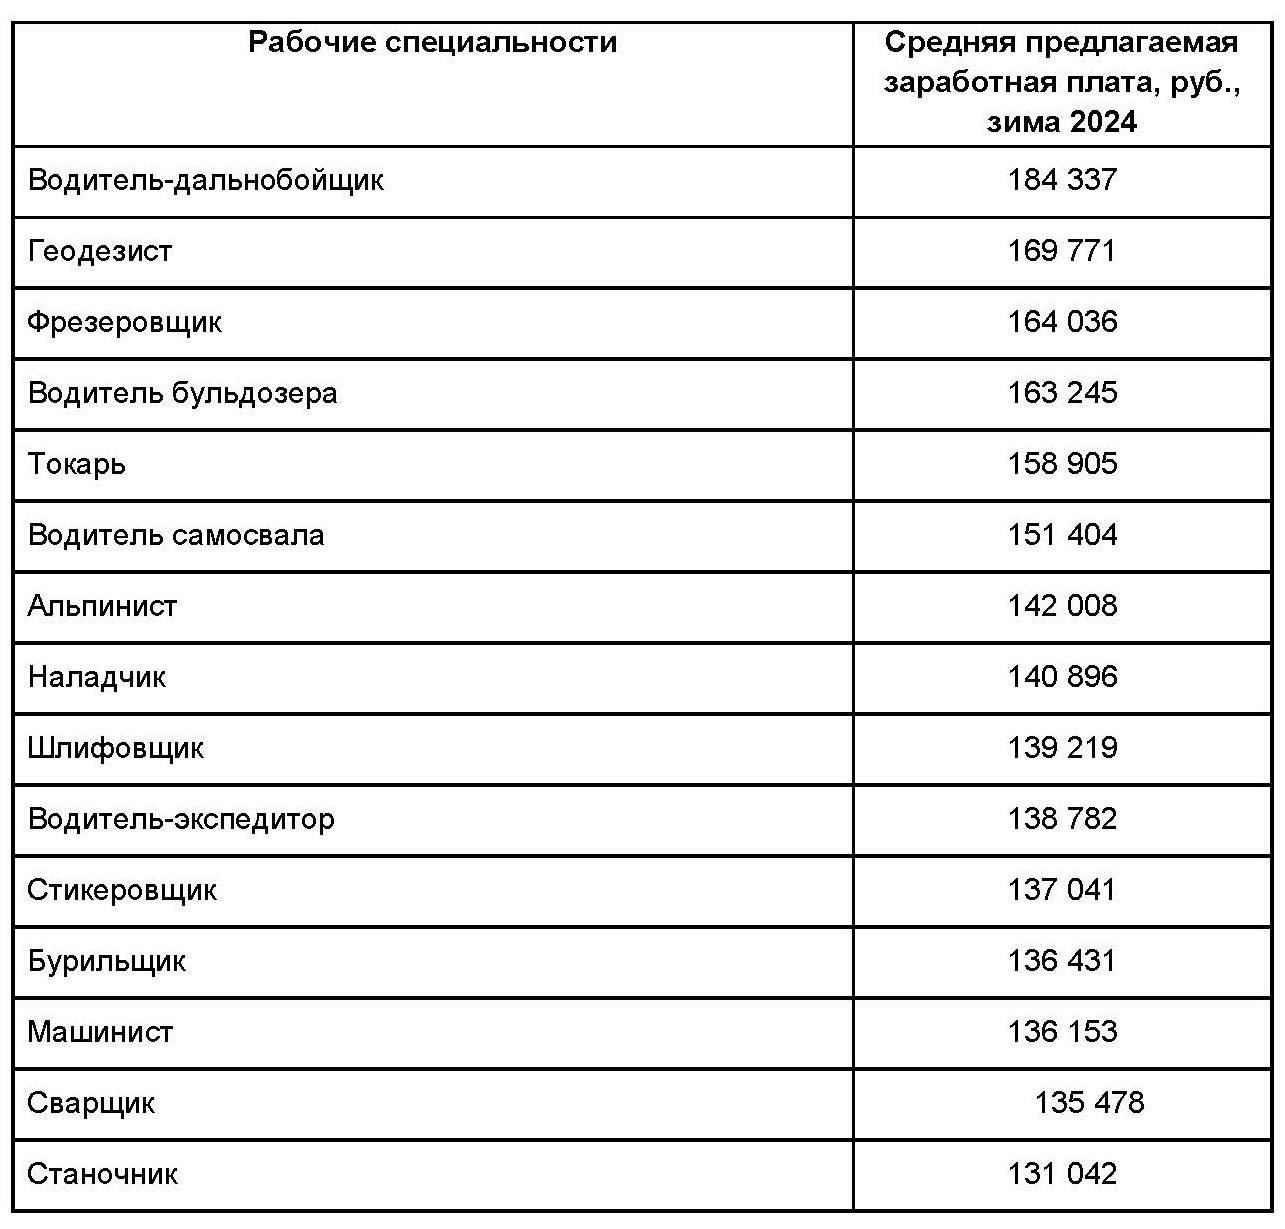 Рабочие специальности
Средняя предлагаемая
заработная плата, руб.,
зима 2024
Водитель-дальнобойщик 184 337
Геодезист 169 771
Фрезеровщик 164 036
Водитель бульдозера 163 245
Токарь 158 905
Водитель самосвала 151 404
Альпинист 142 008
Наладчик 140 896
Шлифовщик 139 219
Водитель-экспедитор 138 782
Стикеровщик 137 041
Бурильщик 136 431
Машинист 136 153
Сварщик 135 478
Станочник 131 042